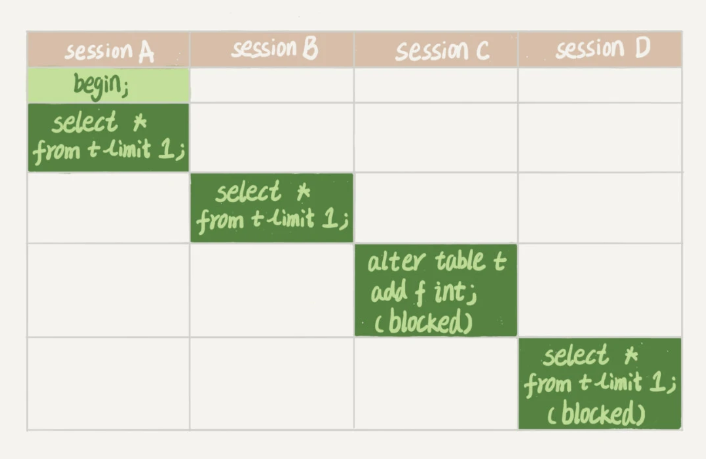 session A session B session C session D
begin;
select *
from t limit 1;
select *
from t limit 1;
alter table t
add f int;
(blocked)
select *
from t limit 1;
(blocked)